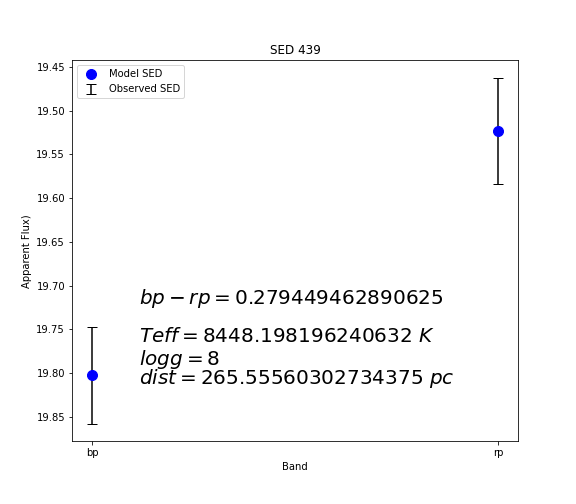 SED 439
Model SED
Observed SED
19.45
19.50
19.55
19.60
19.65
19.70
19.75
19.80
19.85
Apparent Flux)
bp − rp = 0.279449462890625
Teff = 8448.198196240632 K
logg = 8
dist = 265.55560302734375 pc
bp
rp
Band